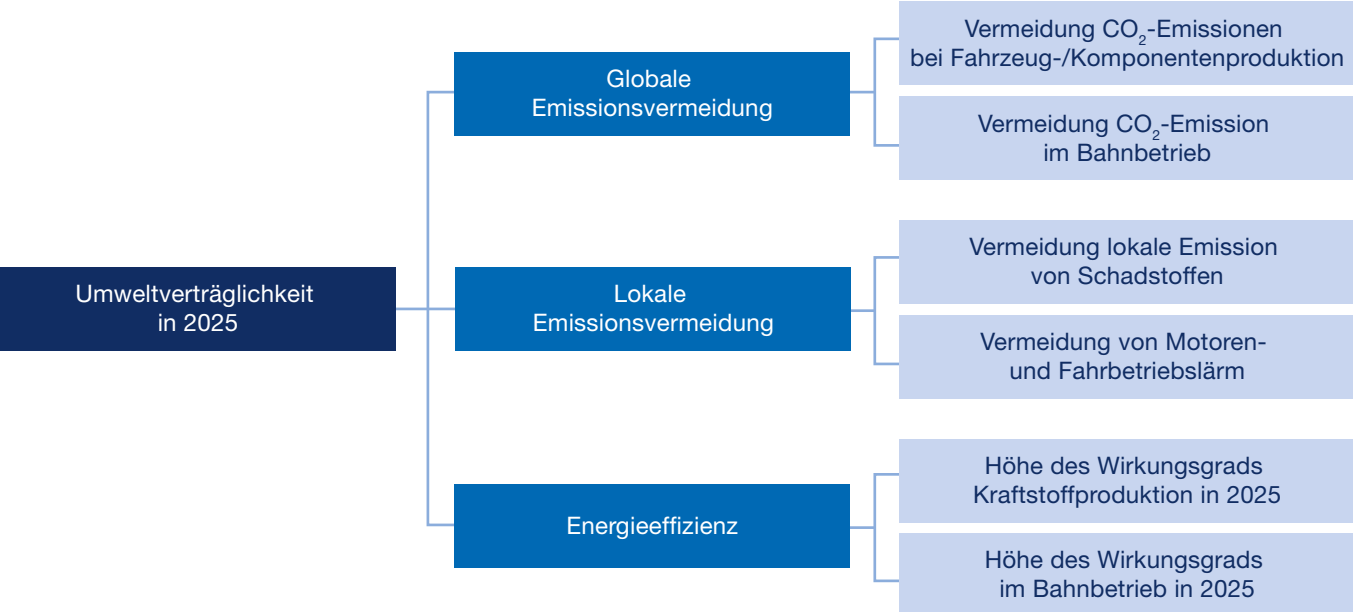 Umweltverträglichkeit
in 2025
Globale
Emissionsvermeidung
Vermeidung CO₂-Emissionen
bei Fahrzeug-/Komponentenproduktion
Vermeidung CO₂-Emission
im Bahnbetrieb
Lokale
Emissionsvermeidung
Vermeidung lokale Emission
von Schadstoffen
Vermeidung von Motoren-
und Fahrbetriebslärm
Energieeffizienz
Höhe des Wirkungsgrads
Kraftstoffproduktion in 2025
Höhe des Wirkungsgrads
im Bahnbetrieb in 2025